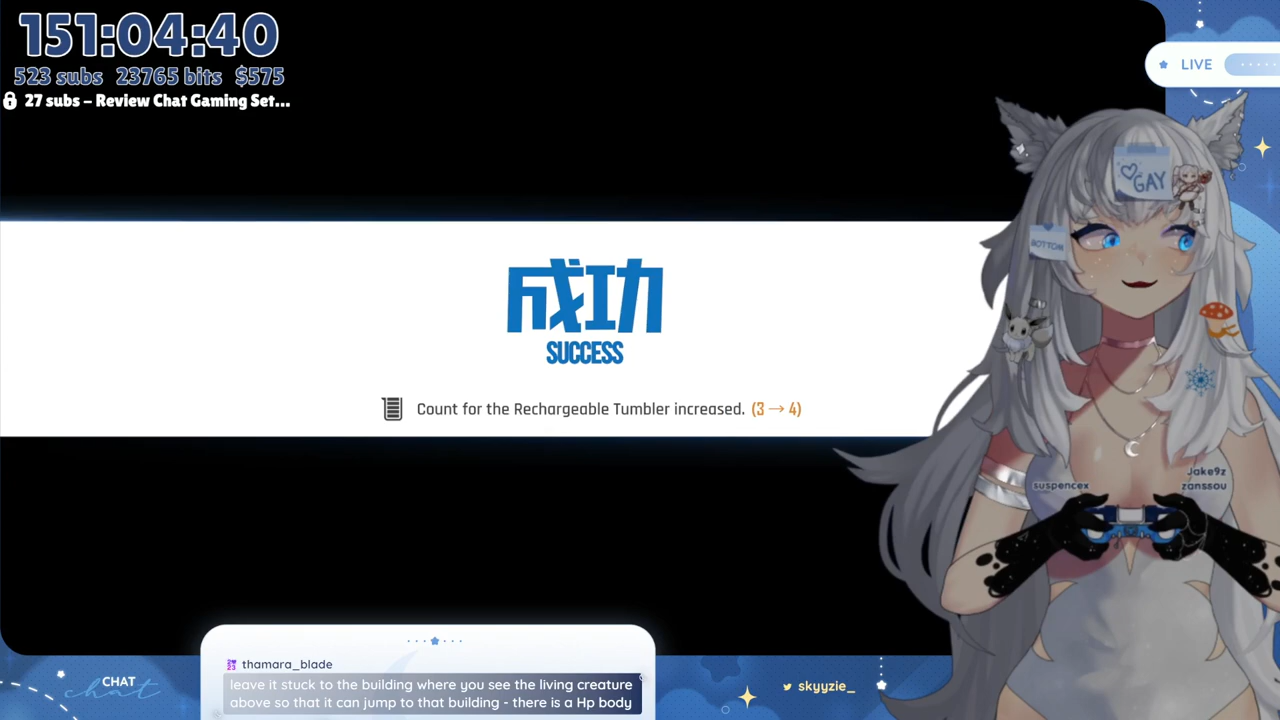 151:04:40
523 subs 23765 bits $575
27 subs – Review Chat Gaming Set...
LIVE
GAY
BOTTOM
成功
SUCCESS
Count for the Rechargeable Tumbler increased. (3 → 4)
Jake9z
suspencex
zanssou
thamara_blade
leave it stuck to the building where you see the living creature
above so that it can jump to that building - there is a Hp body
CHAT
chat
skyyzie_